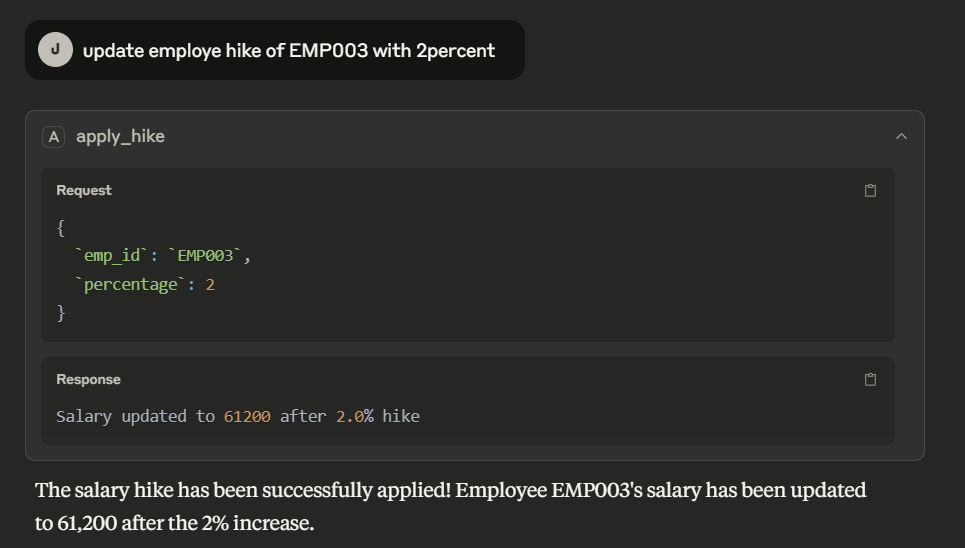 J update employe hike of EMP003 with 2percent
A apply_hike
Request
{
`emp_id`: `EMP003`,
`percentage`: 2
}
Response
Salary updated to 61200 after 2.0% hike
The salary hike has been successfully applied! Employee EMP003's salary has been updated
to 61,200 after the 2% increase.